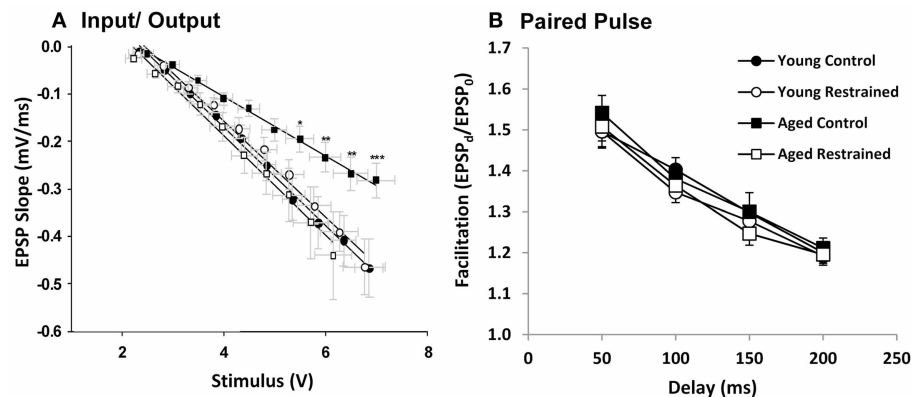 A Input/ Output
0.0
-0.1
-0.2
-0.3
-0.4
-0.5
-0.6
EPSP Slope (mV/ms)
*
**
**
***
2 4 6 8
Stimulus (V)
B Paired Pulse
1.7
1.6
1.5
1.4
1.3
1.2
1.1
1.0
Facilitation (EPSPd/EPSP0)
Young Control
Young Restrained
Aged Control
Aged Restrained
0 50 100 150 200 250
Delay (ms)